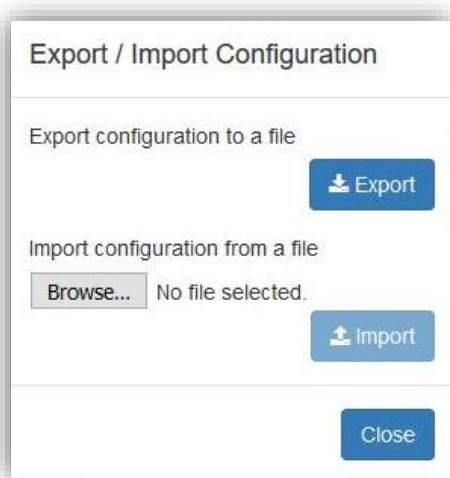 Export / Import Configuration
Export configuration to a file
Export
Import configuration from a file
Browse... No file selected.
Import
Close